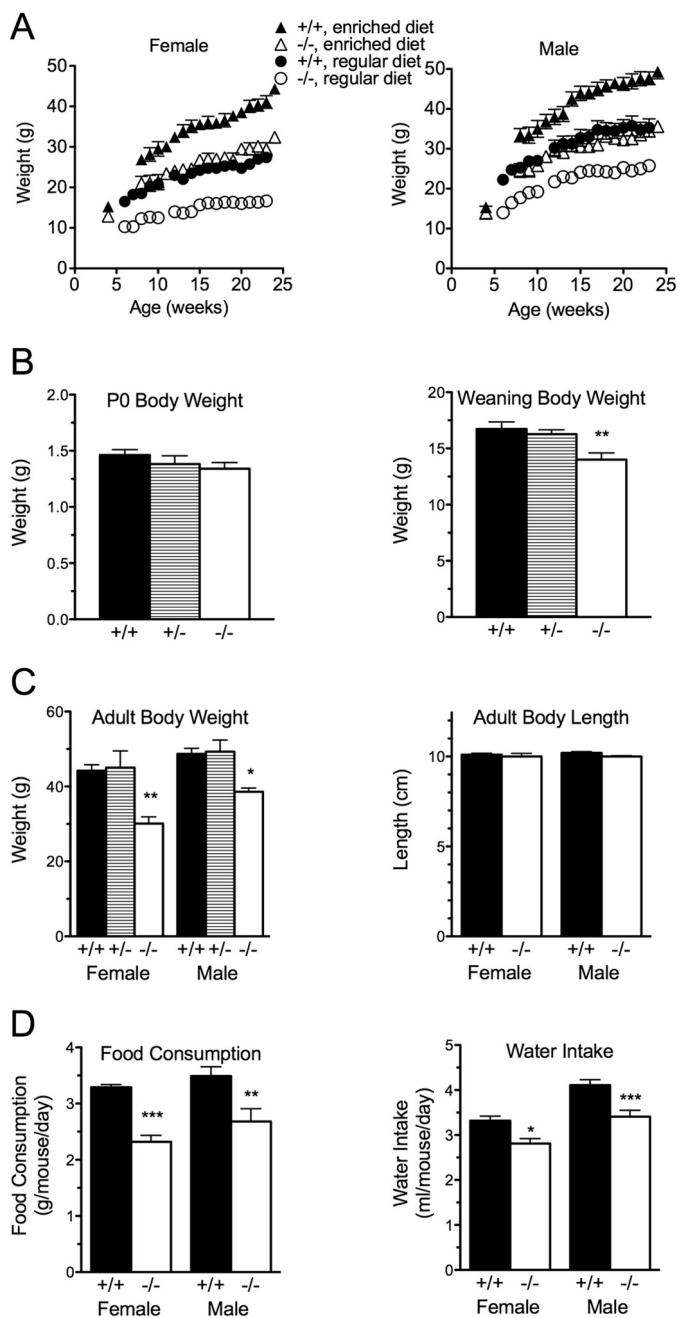 A
Female
▲ +/+, enriched diet
△ -/-, enriched diet
● +/+, regular diet
○ -/-, regular diet
Male
Weight (g)
50
40
30
20
10
0
0 5 10 15 20 25
Age (weeks)
Weight (g)
50
40
30
20
10
0
0 5 10 15 20 25
Age (weeks)
B
P0 Body Weight
Weight (g)
2.0
1.5
1.0
0.5
0.0
+/+ +/- -/-
Weaning Body Weight
Weight (g)
20
15
10
5
0
**
+/+ +/- -/-
C
Adult Body Weight
Weight (g)
60
40
20
0
** *
+/+ +/- -/- +/+ +/- -/-
Female Male
Adult Body Length
Length (cm)
10
5
0
+/+ -/- +/+ -/-
Female Male
D
Food Consumption
Food Consumption
(g/mouse/day)
4
3
2
1
0
*** **
+/+ -/- +/+ -/-
Female Male
Water Intake
Water Intake
(ml/mouse/day)
5
4
3
2
1
0
* ***
+/+ -/- +/+ -/-
Female Male